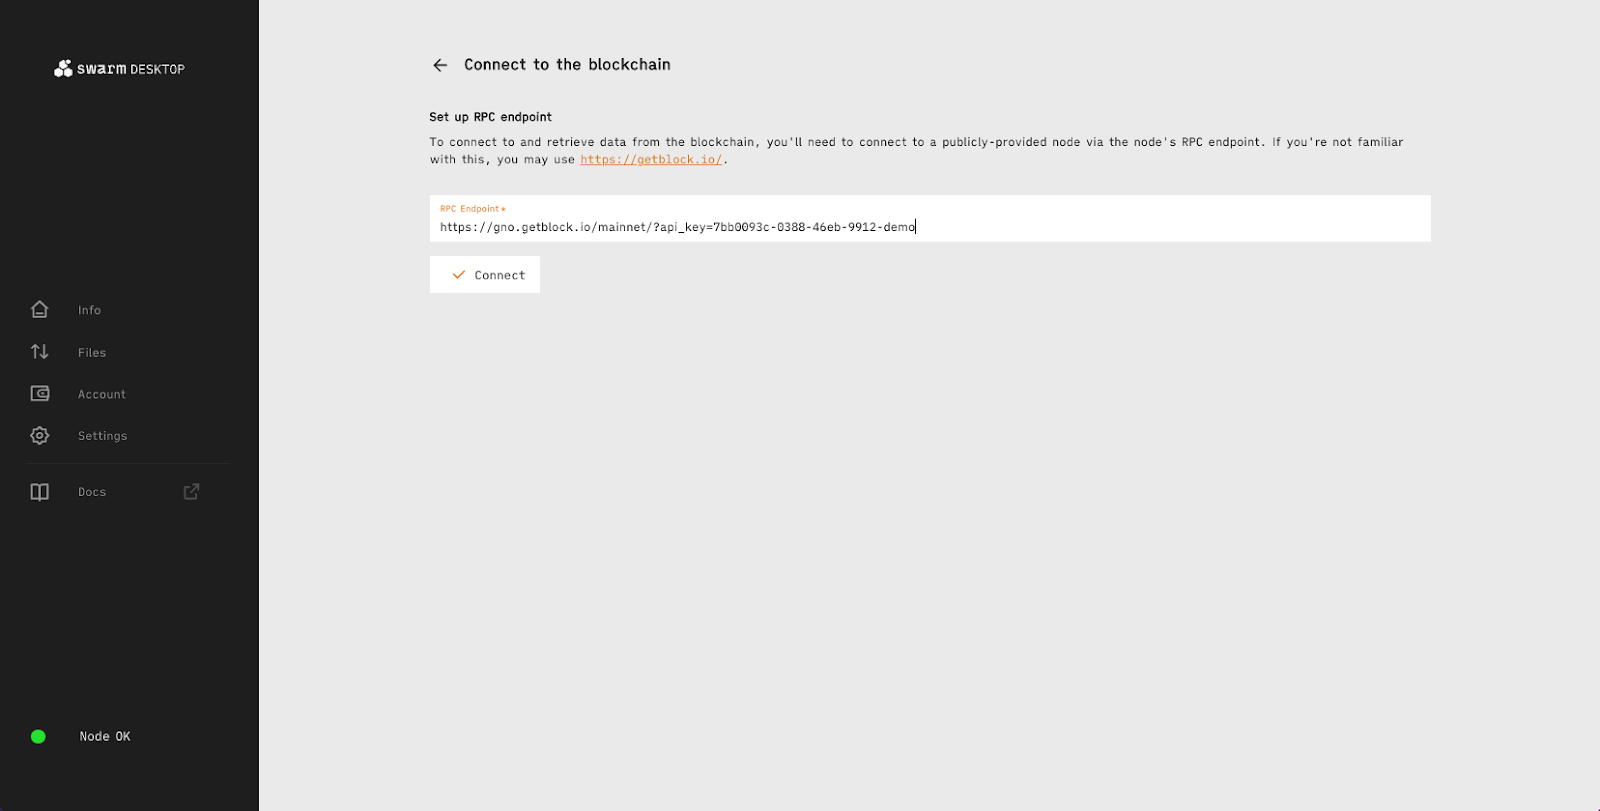 swarm DESKTOP
Info
Files
Account
Settings
Docs
Node OK
Connect to the blockchain
Set up RPC endpoint
To connect to and retrieve data from the blockchain, you'll need to connect to a publicly-provided node via the node's RPC endpoint. If you're not familiar
with this, you may use https://getblock.io/.
RPC Endpoint*
https://gno.getblock.io/mainnet/?api_key=7bb0093c-0388-46eb-9912-demo
Connect